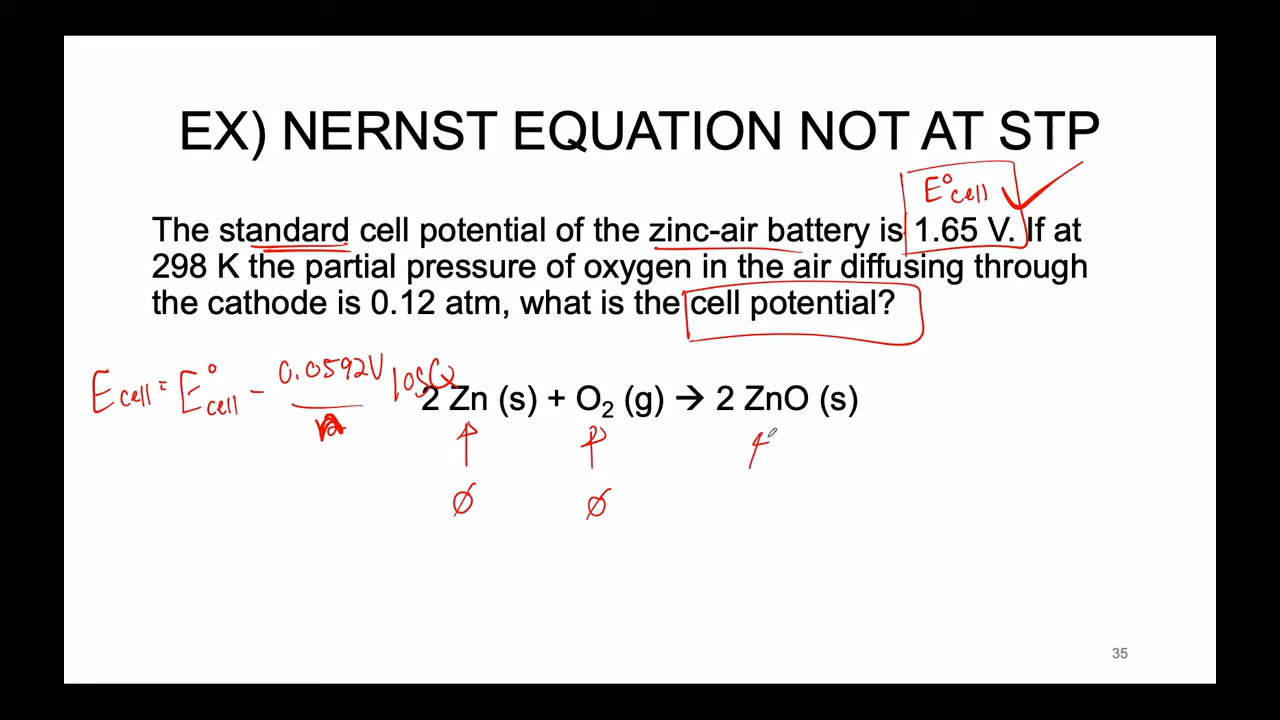 EX) NERNST EQUATION NOT AT STP
E°cell
The standard cell potential of the zinc-air battery is 1.65 V. If at
298 K the partial pressure of oxygen in the air diffusing through
the cathode is 0.12 atm, what is the cell potential?
Ecell = E°cell - 0.0592V/n log Q
2 Zn (s) + O₂ (g) → 2 ZnO (s)
∅ ∅
35